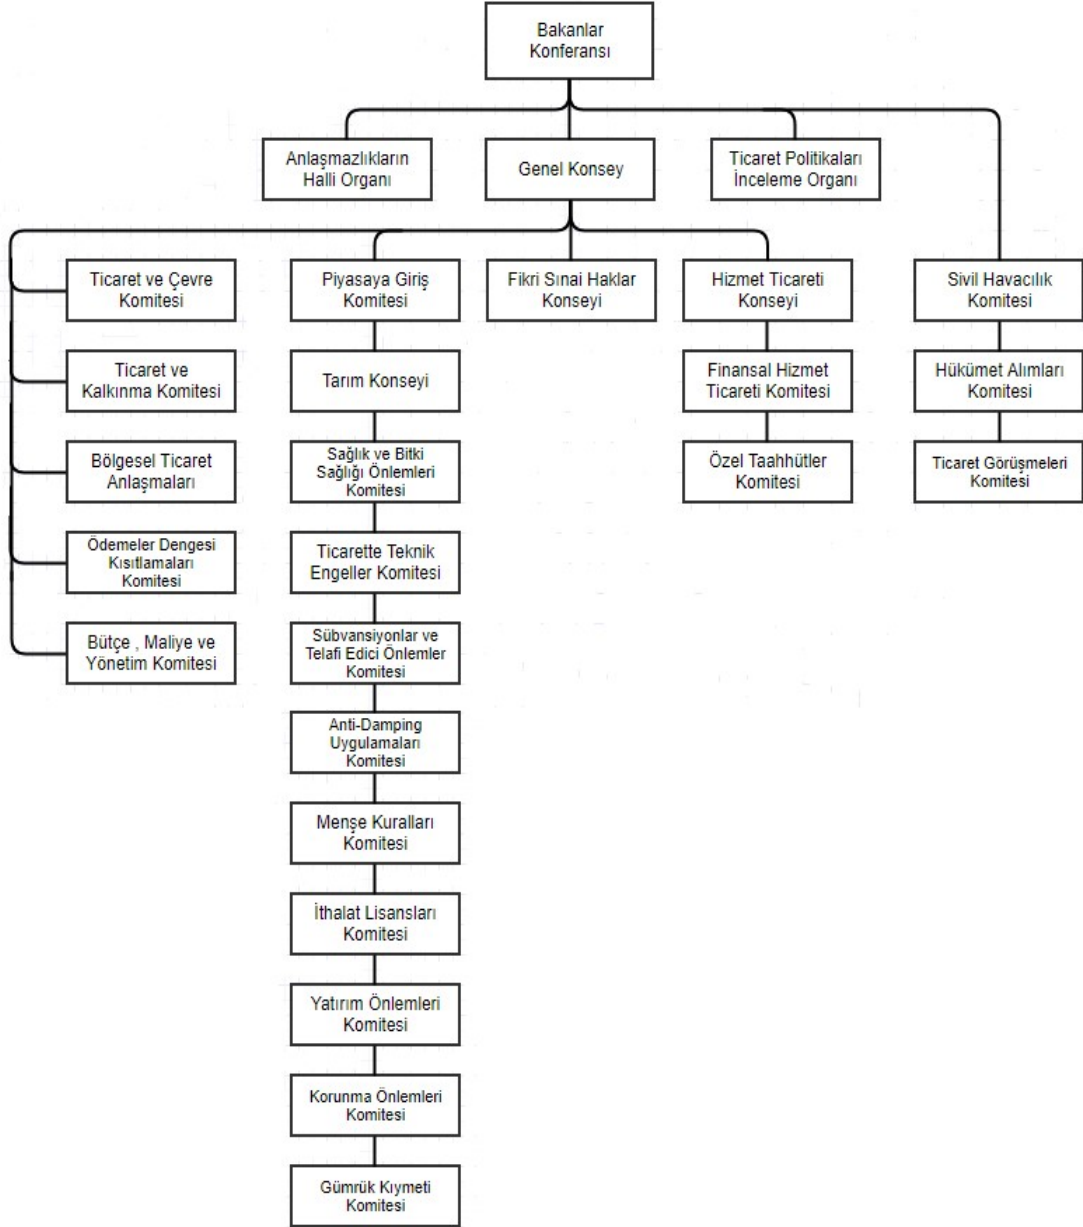 Bakanlar
Konferansı
Anlaşmazlıkların
Halli Organı
Genel Konsey
Ticaret Politikaları
İnceleme Organı
Ticaret ve Çevre
Komitesi
Piyasaya Giriş
Komitesi
Fikri Sınai Haklar
Konseyi
Hizmet Ticareti
Konseyi
Sivil Havacılık
Komitesi
Ticaret ve
Kalkınma Komitesi
Tarım Konseyi
Finansal Hizmet
Ticareti Komitesi
Hükümet Alımları
Komitesi
Bölgesel Ticaret
Anlaşmaları
Sağlık ve Bitki
Sağlığı Önlemleri
Komitesi
Özel Taahhütler
Komitesi
Ticaret Görüşmeleri
Komitesi
Ödemeler Dengesi
Kısıtlamaları
Komitesi
Ticarette Teknik
Engeller Komitesi
Bütçe , Maliye ve
Yönetim Komitesi
Sübvansiyonlar ve
Telafi Edici Önlemler
Komitesi
Anti-Damping
Uygulamaları
Komitesi
Menşe Kuralları
Komitesi
İthalat Lisansları
Komitesi
Yatırım Önlemleri
Komitesi
Korunma Önlemleri
Komitesi
Gümrük Kıymeti
Komitesi